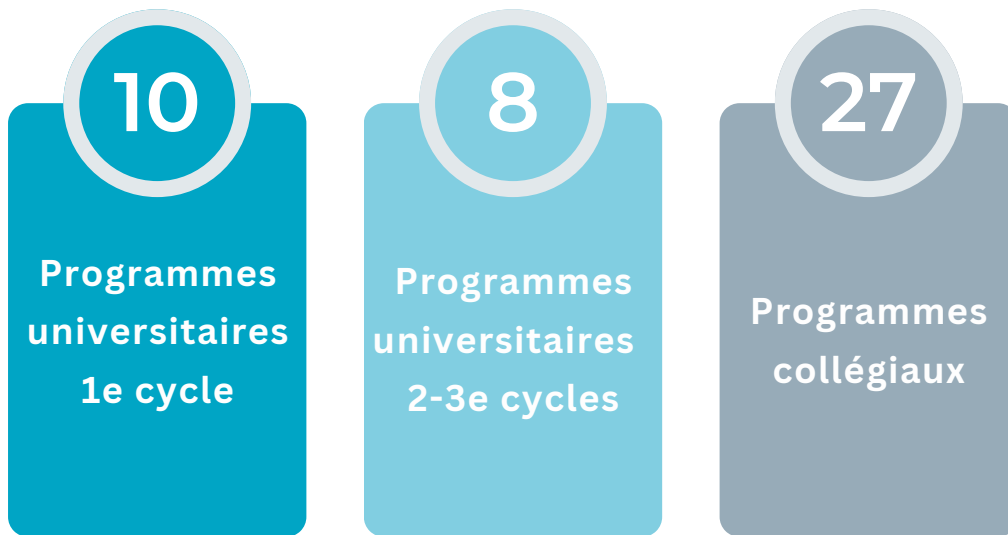 10
Programmes
universitaires
1e cycle
8
Programmes
universitaires
2-3e cycles
27
Programmes
collégiaux